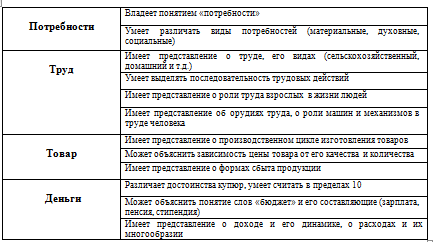 Потребности
Владеет понятием «потребности»
Умеет различать виды потребностей (материальные, духовные,
социальные)
Труд
Имеет представление о труде, его видах (сельскохозяйственный,
домашний и т.д.)
Умеет выделять последовательность трудовых действий
Имеет представление о роли труда взрослых в жизни людей
Имеет представление об орудиях труда, о роли машин и механизмов в
труде человека
Товар
Имеет представление о производственном цикле изготовления товаров
Может объяснить зависимость цены товара от его качества и количества
Имеет представление о формах сбыта продукции
Деньги
Различает достоинства купюр, умеет считать в пределах 10
Может объяснить понятие слов «бюджет» и его составляющие (зарплата,
пенсия, стипендия)
Имеет представление о доходе и его динамике, о расходах и их
многообразии